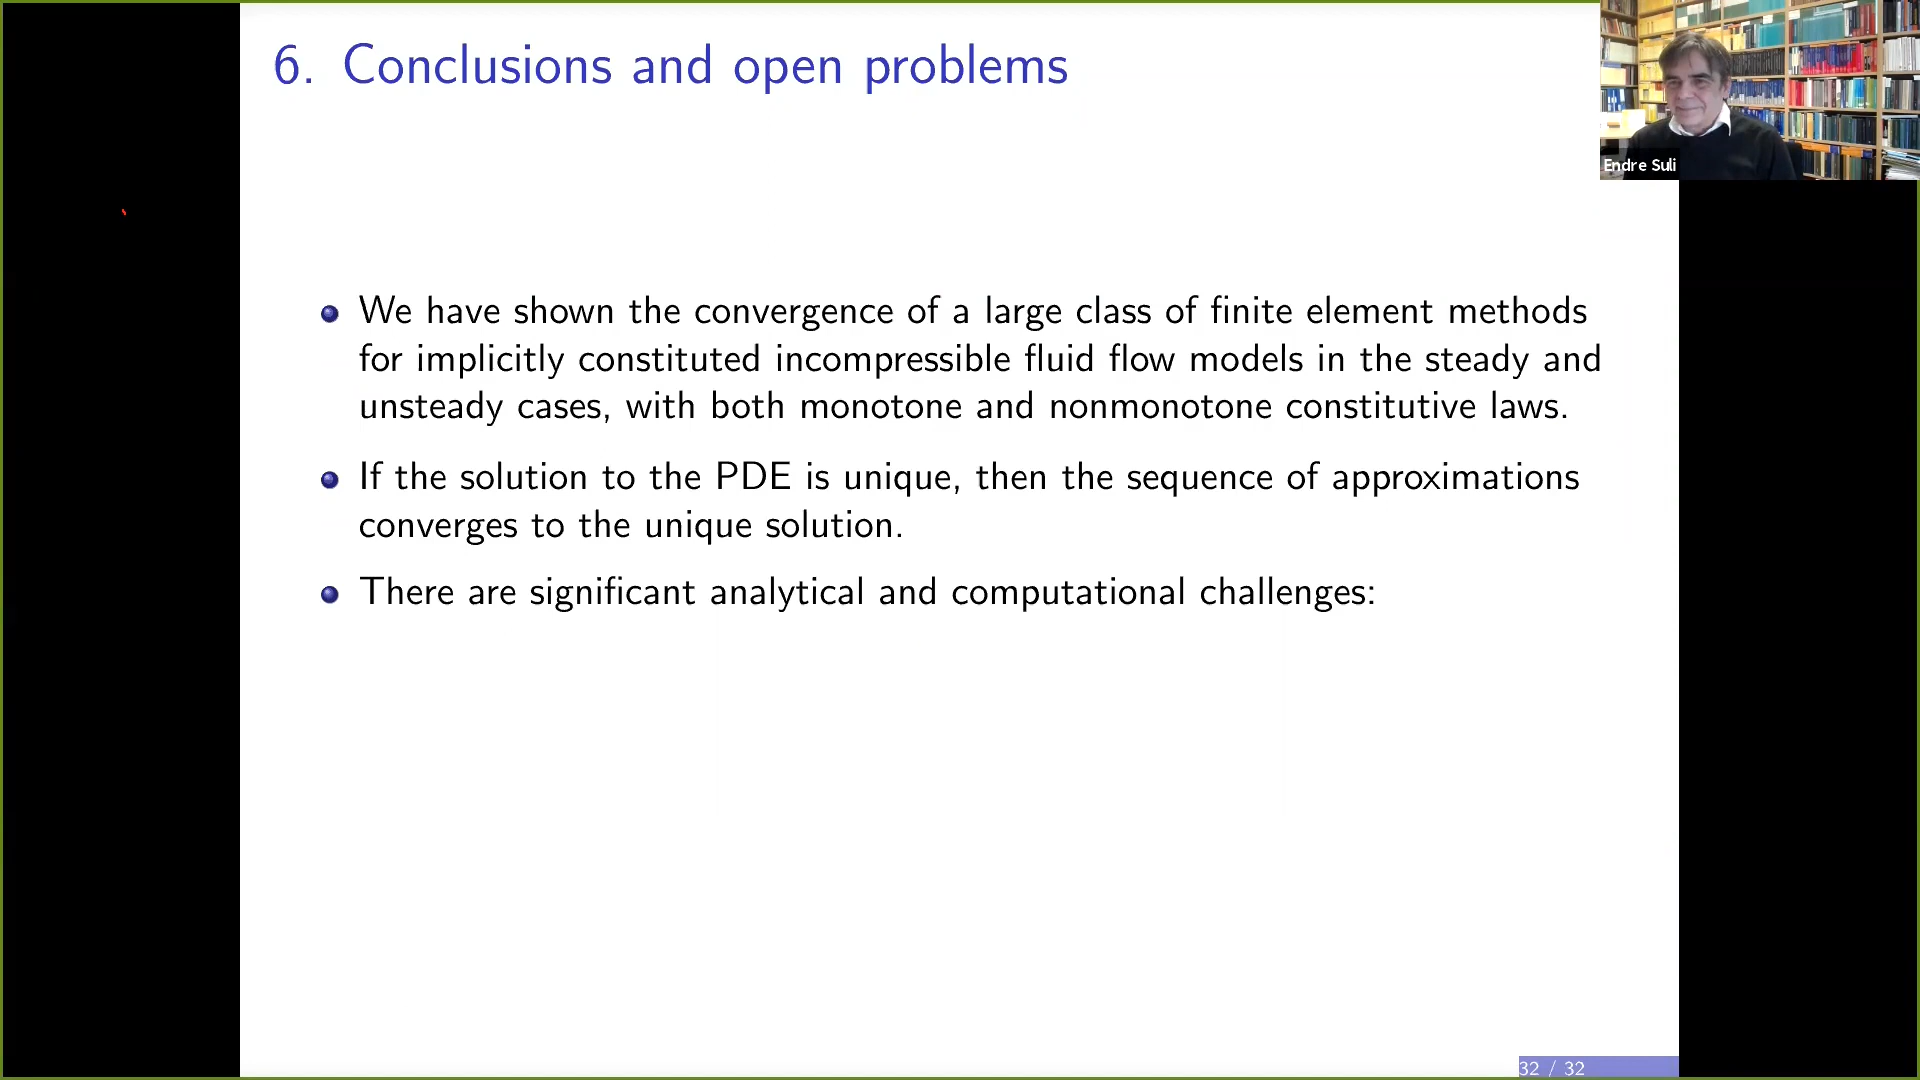 6. Conclusions and open problems
Endre Suli
We have shown the convergence of a large class of finite element methods
for implicitly constituted incompressible fluid flow models in the steady and
unsteady cases, with both monotone and nonmonotone constitutive laws.
If the solution to the PDE is unique, then the sequence of approximations
converges to the unique solution.
There are significant analytical and computational challenges:
32 / 32